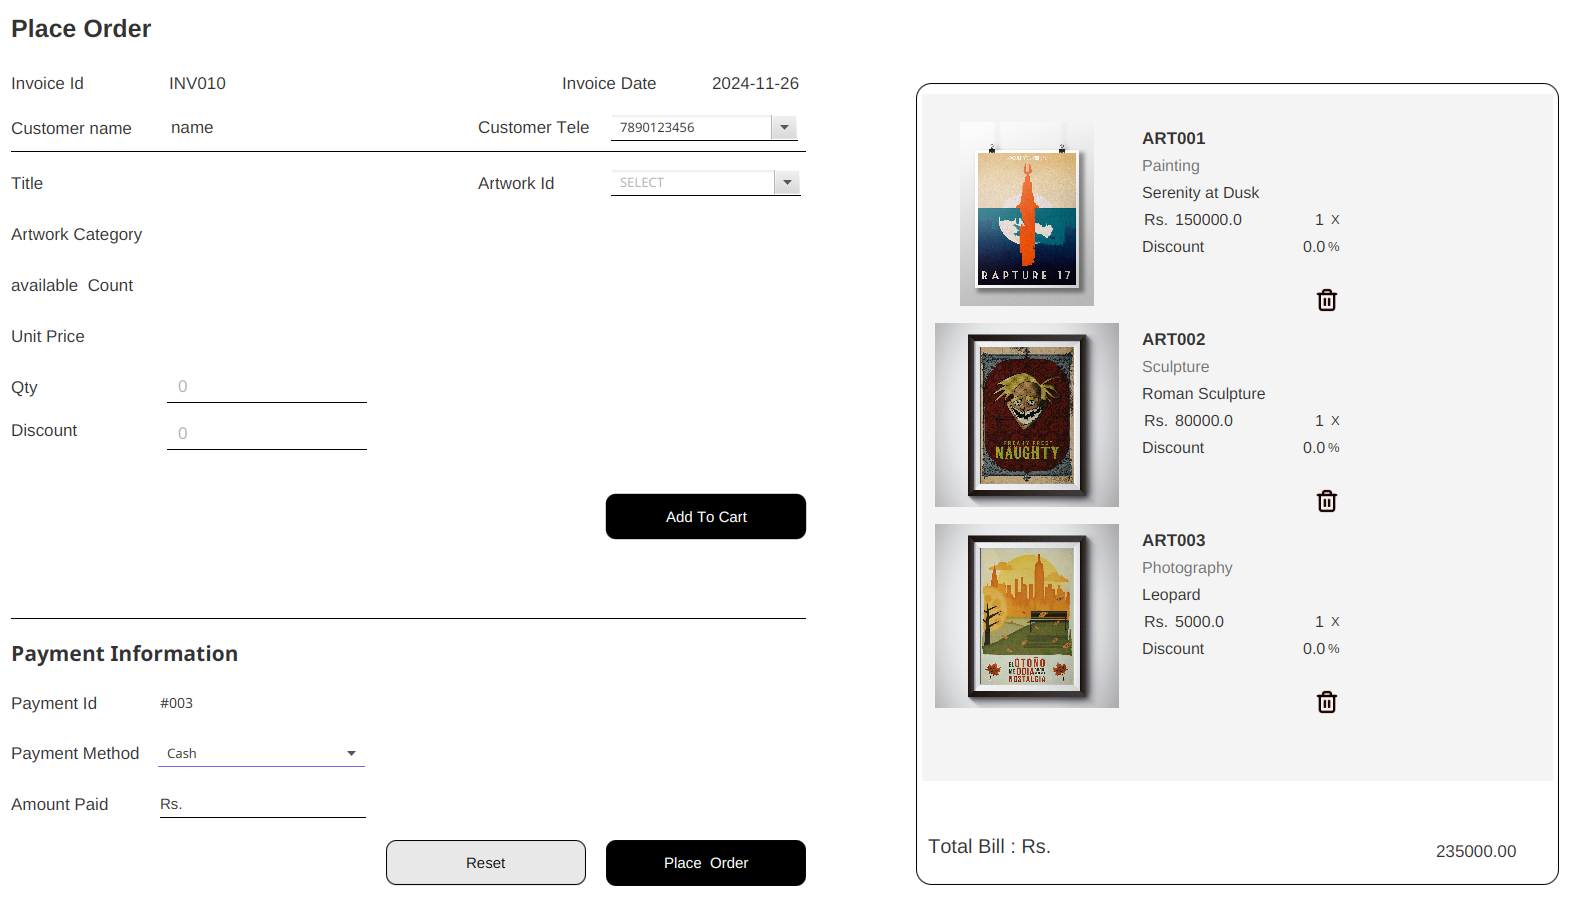 Place Order
Invoice Id INV010 Invoice Date 2024-11-26
Customer name name Customer Tele 7890123456
Title Artwork Id SELECT
Artwork Category
available Count
Unit Price
Qty 0
Discount 0
Add To Cart
Payment Information
Payment Id #003
Payment Method Cash
Amount Paid Rs.
Reset Place Order
RAPTURE 17
ART001
Painting
Serenity at Dusk
Rs. 150000.0 1 X
Discount 0.0 %
NAUGHTY
ART002
Sculpture
Roman Sculpture
Rs. 80000.0 1 X
Discount 0.0 %
EL OTOÑO
NOSTALGIA
ART003
Photography
Leopard
Rs. 5000.0 1 X
Discount 0.0 %
Total Bill : Rs. 235000.00